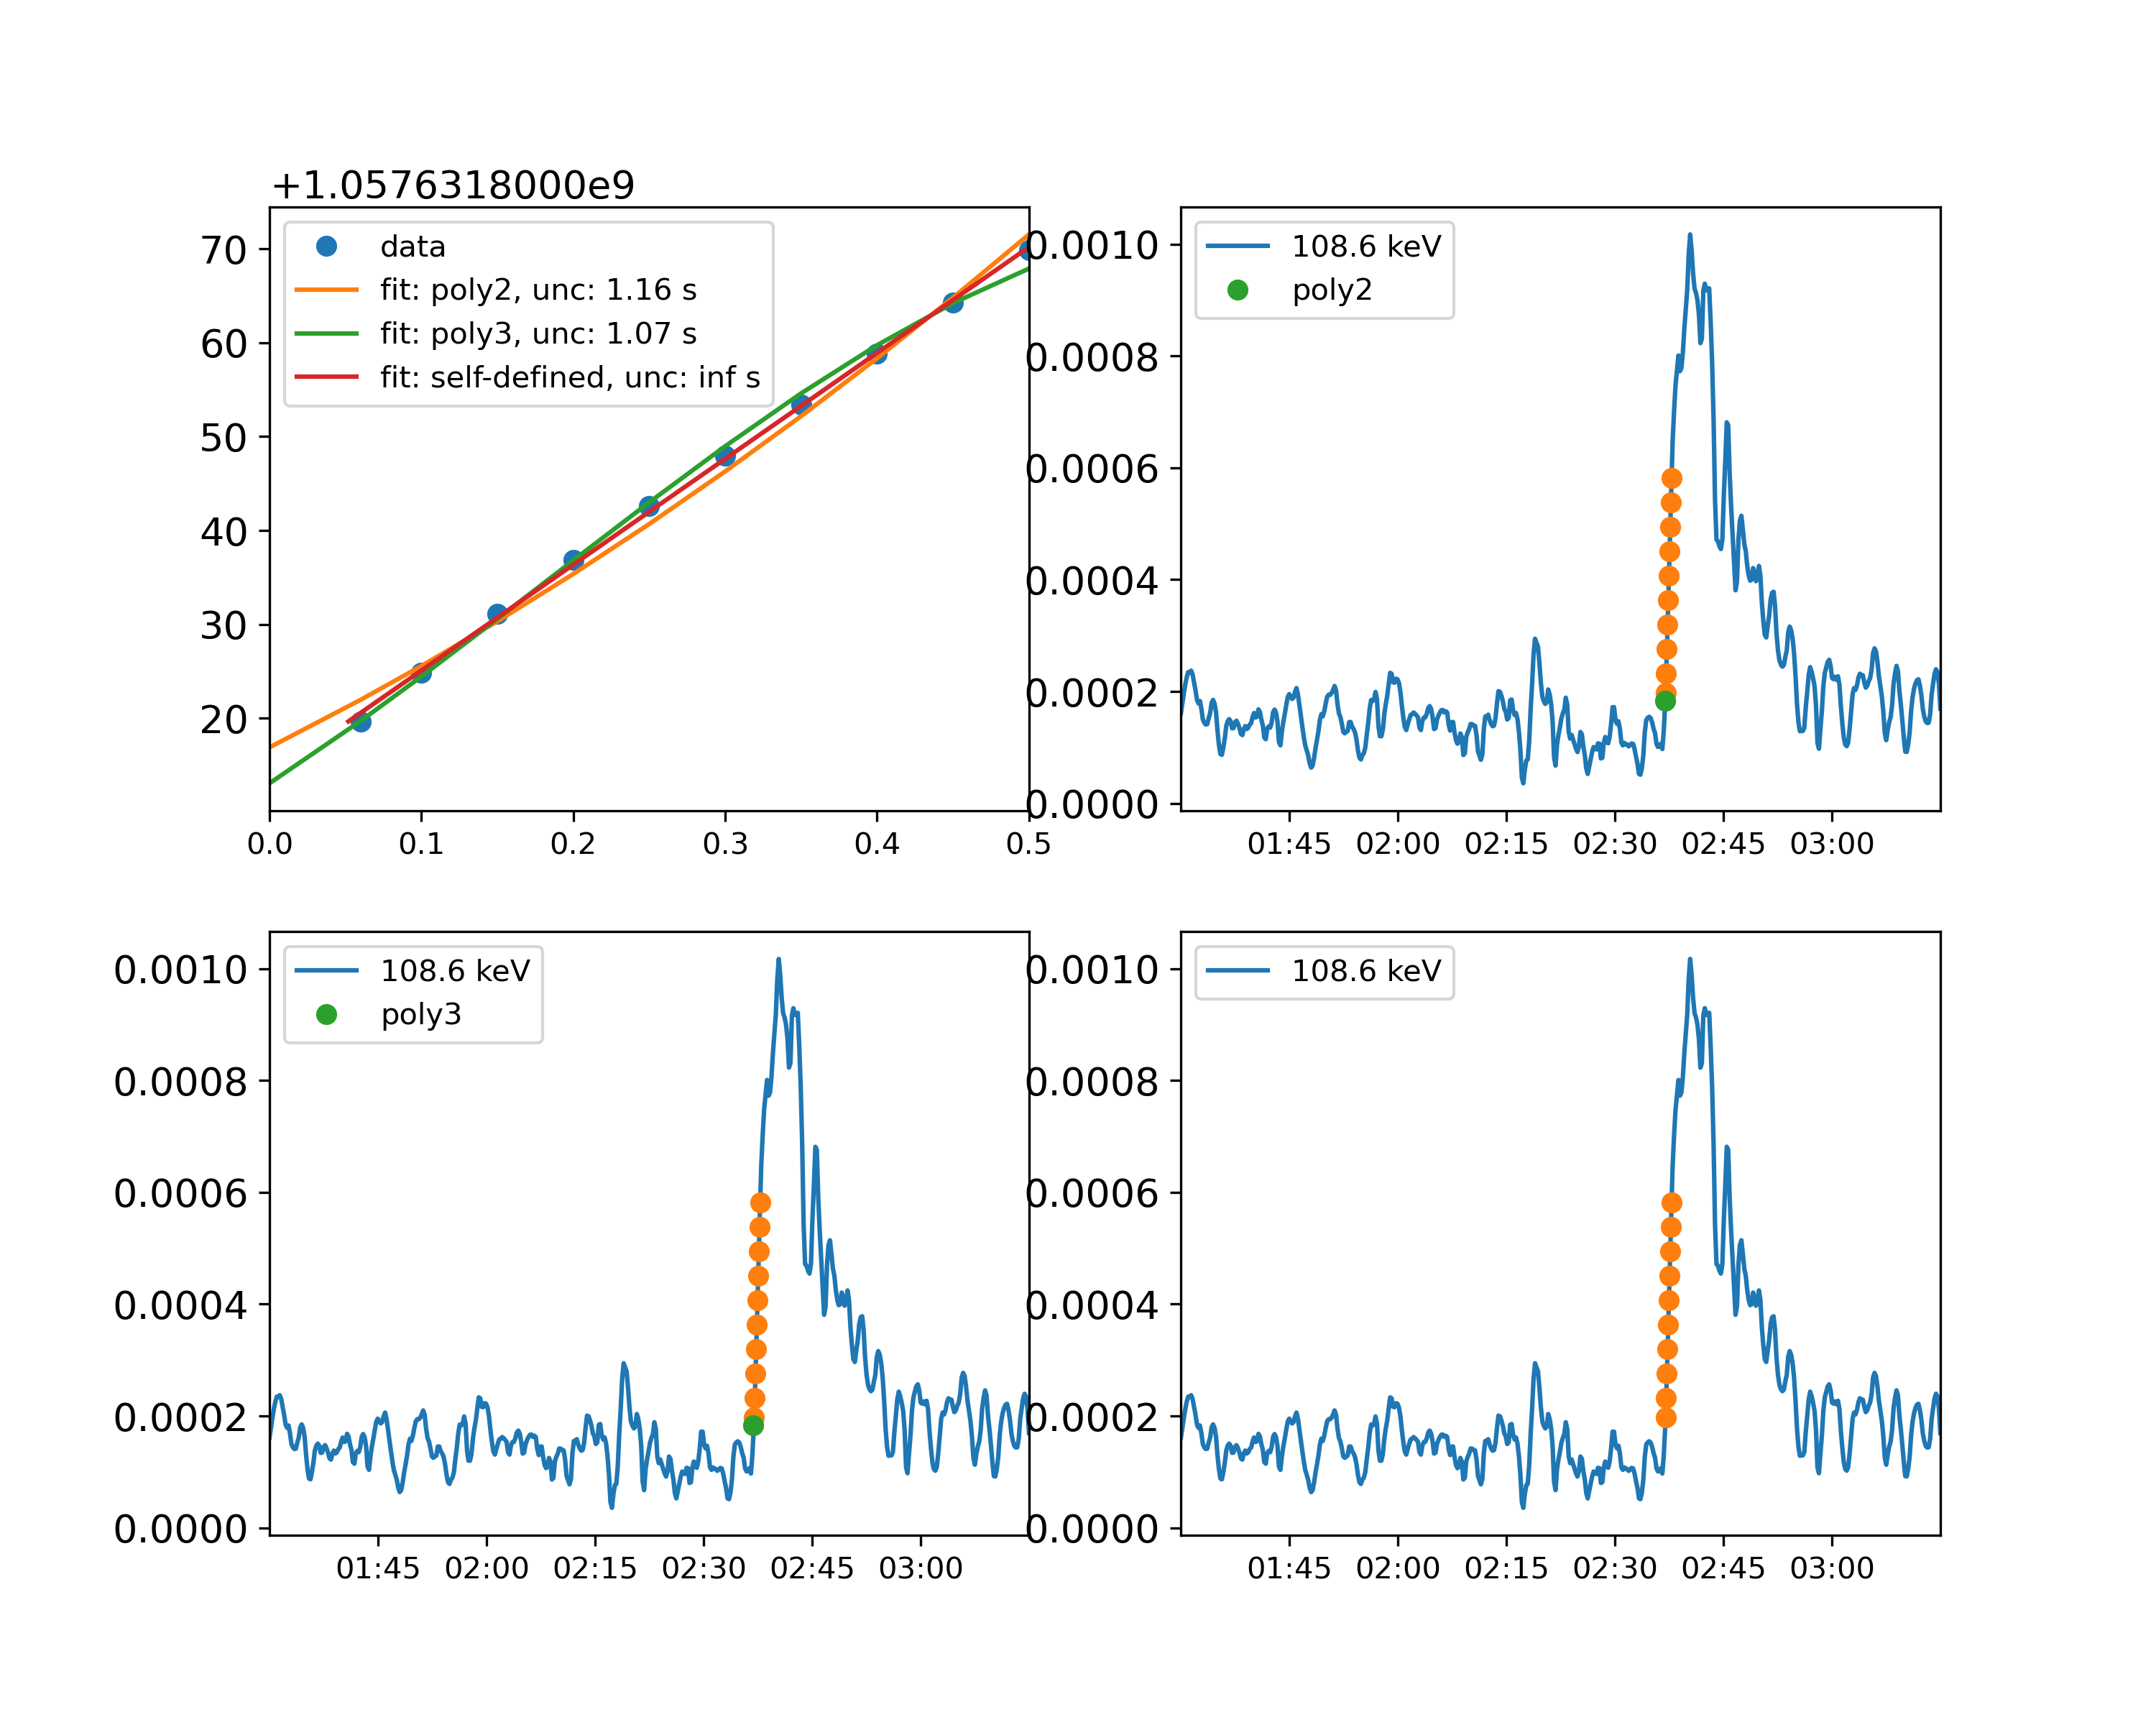 +1.0576318000e9
70
60
50
40
30
20
data
fit: poly2, unc: 1.16 s
fit: poly3, unc: 1.07 s
fit: self-defined, unc: inf s
0.0 0.1 0.2 0.3 0.4 0.5
0.0010
0.0008
0.0006
0.0004
0.0002
0.0000
108.6 keV
poly2
01:45 02:00 02:15 02:30 02:45 03:00
0.0010
0.0008
0.0006
0.0004
0.0002
0.0000
108.6 keV
poly3
01:45 02:00 02:15 02:30 02:45 03:00
0.0010
0.0008
0.0006
0.0004
0.0002
0.0000
108.6 keV
01:45 02:00 02:15 02:30 02:45 03:00